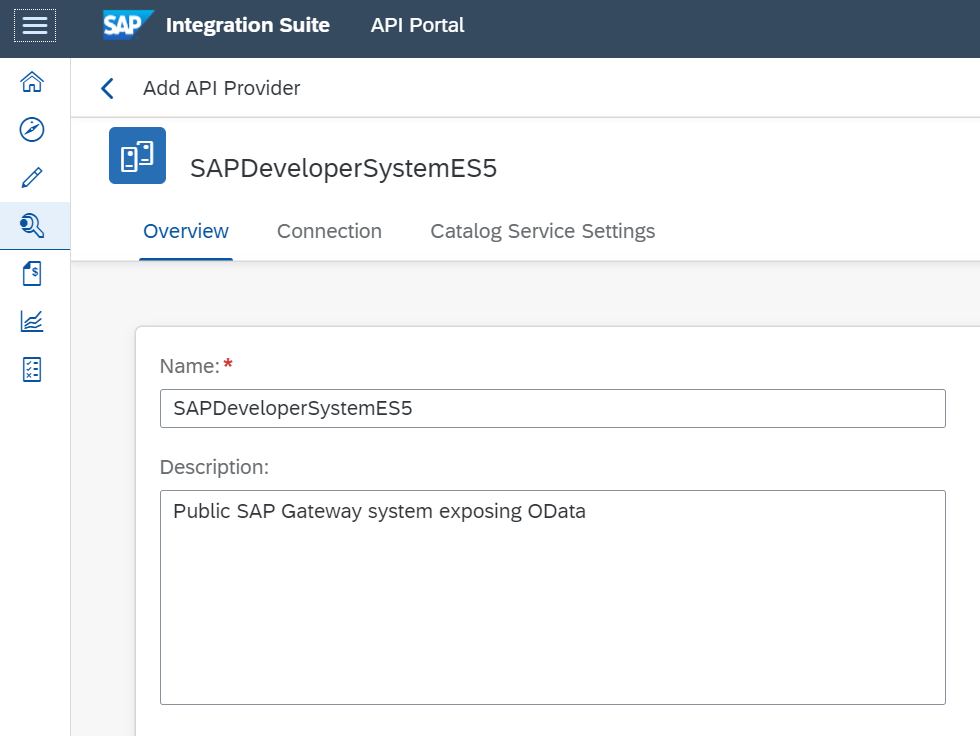 SAP Integration Suite API Portal
Add API Provider
SAPDeveloperSystemES5
Overview Connection Catalog Service Settings
$
Name:*
SAPDeveloperSystemES5
Description:
Public SAP Gateway system exposing OData